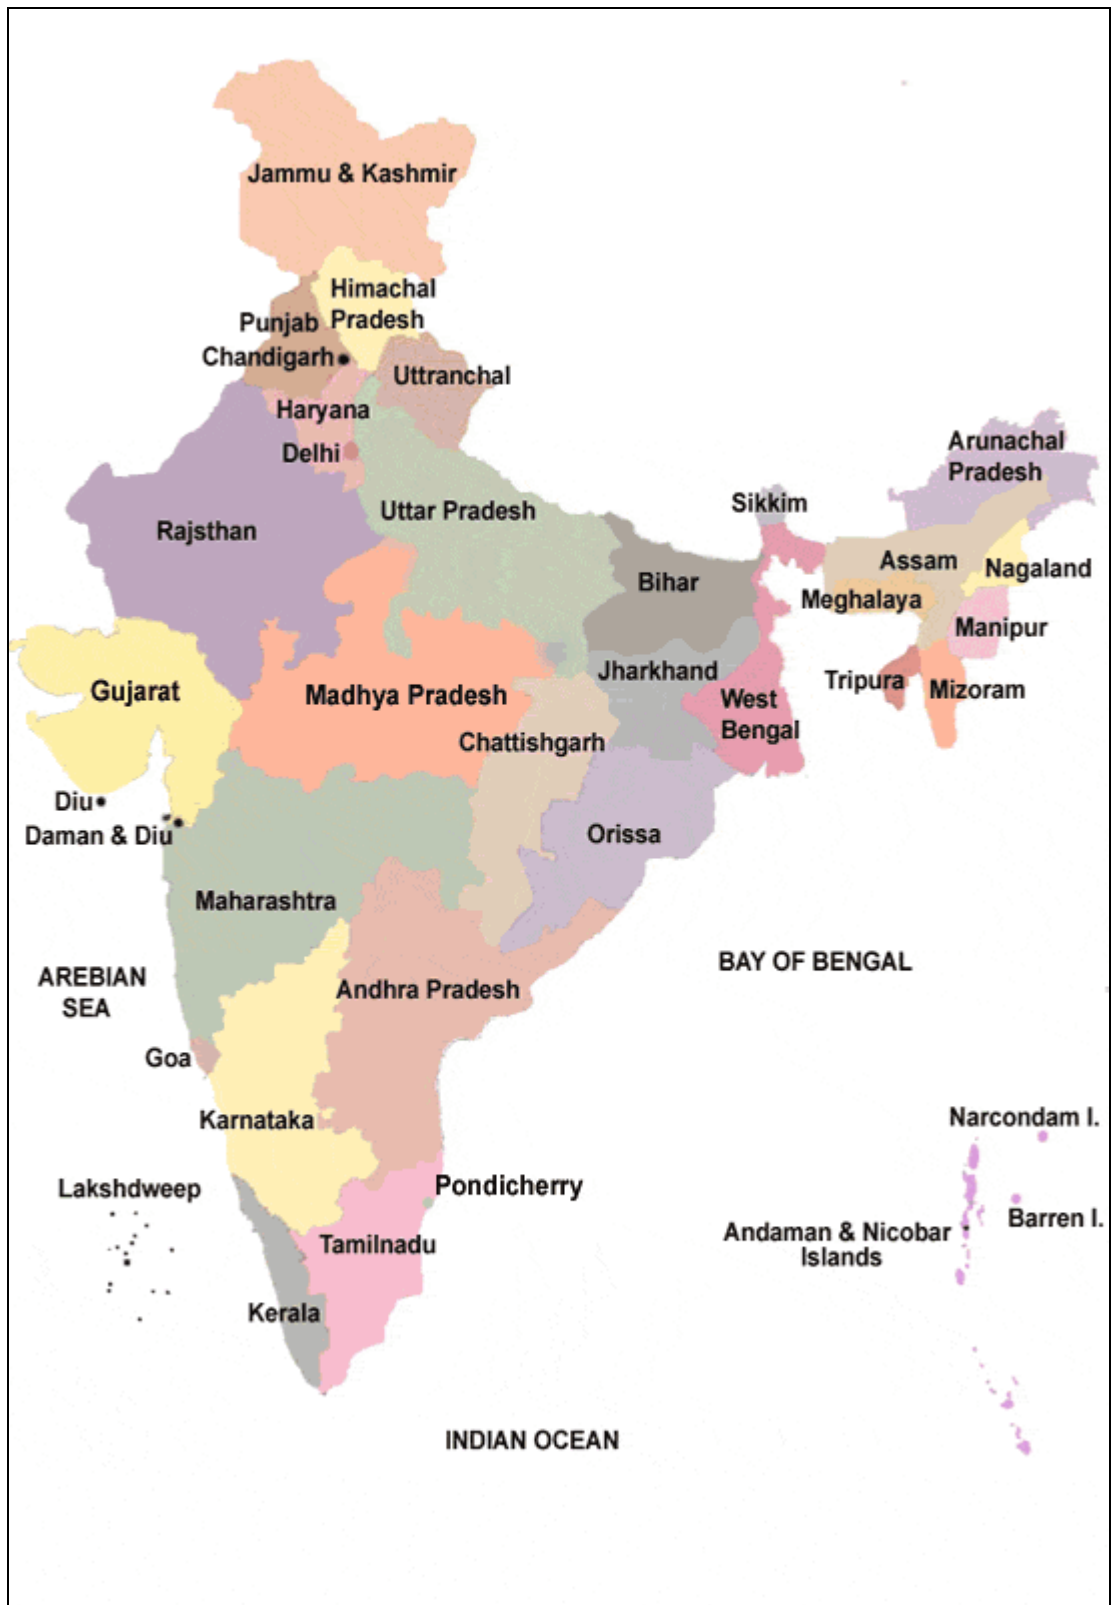 Jammu & Kashmir
Himachal
Pradesh
Punjab
Chandigarh
Uttranchal
Haryana
Delhi
Arunachal
Pradesh
Sikkim
Uttar Pradesh
Rajsthan
Assam
Nagaland
Bihar
Meghalaya
Manipur
Jharkhand
Tripura
Mizoram
Gujarat
Madhya Pradesh
West
Bengal
Chattishgarh
Diu
Daman & Diu
Orissa
Maharashtra
BAY OF BENGAL
AREBIAN
SEA
Andhra Pradesh
Goa
Karnataka
Narcondam I.
Lakshdweep
Pondicherry
Barren I.
Andaman & Nicobar
Islands
Tamilnadu
Kerala
INDIAN OCEAN